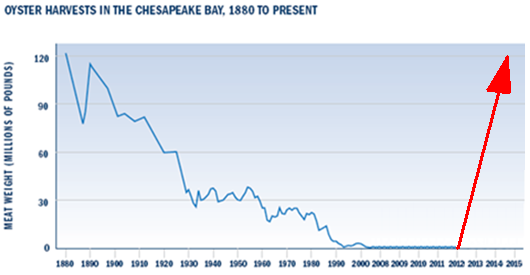 OYSTER HARVESTS IN THE CHESAPEAKE BAY, 1880 TO PRESENT
MEAT WEIGHT (MILLIONS OF POUNDS)
120
90
60
30
0
1880 1890 1900 1910 1920 1930 1940 1950 1960 1970 1980 1990 2000 2008 2008 2010 2011 2012 2013 2014 2015